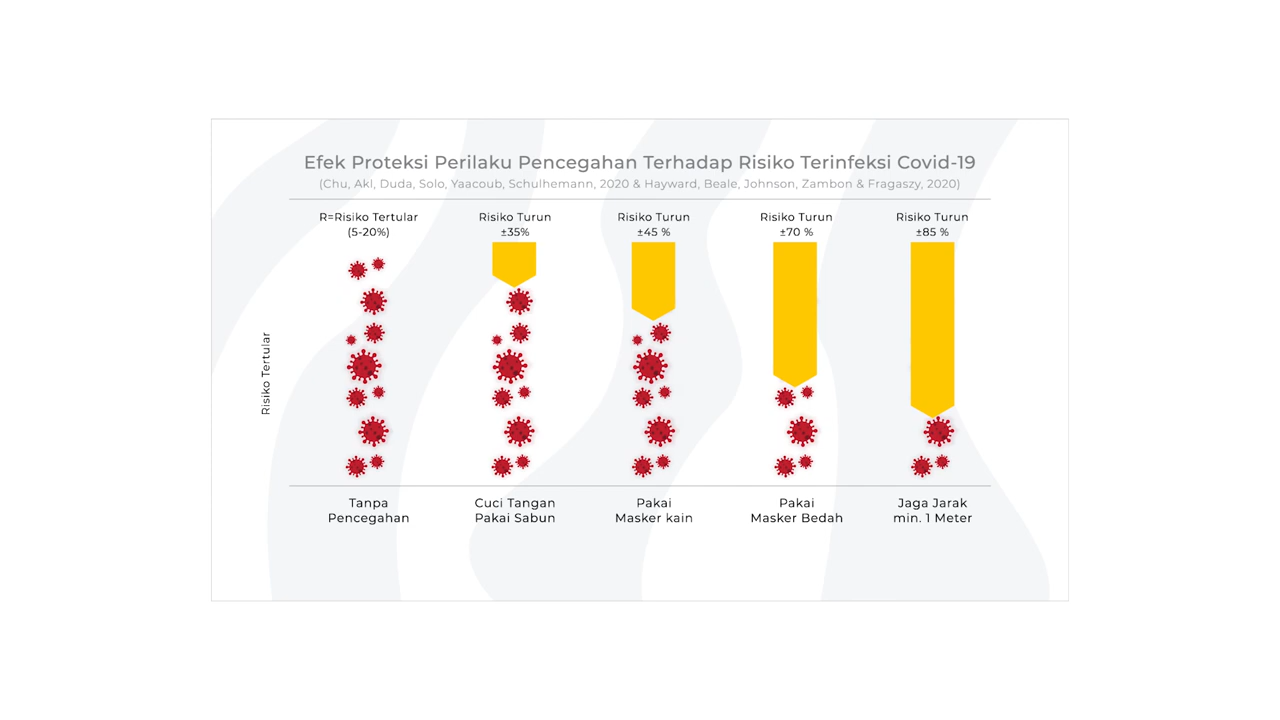 Efek Proteksi Perilaku Pencegahan Terhadap Risiko Terinfeksi Covid-19
(Chu, Akl, Duda, Solo, Yaacoub, Schulhemann, 2020 & Hayward, Beale, Johnson, Zambon & Fragaszy, 2020)
R=Risiko Tertular
(5-20%)
Risiko Turun
±35%
Risiko Turun
±45 %
Risiko Turun
±70 %
Risiko Turun
±85 %
Risiko Tertular
Tanpa
Pencegahan
Cuci Tangan
Pakai Sabun
Pakai
Masker kain
Pakai
Masker Bedah
Jaga Jarak
min. 1 Meter